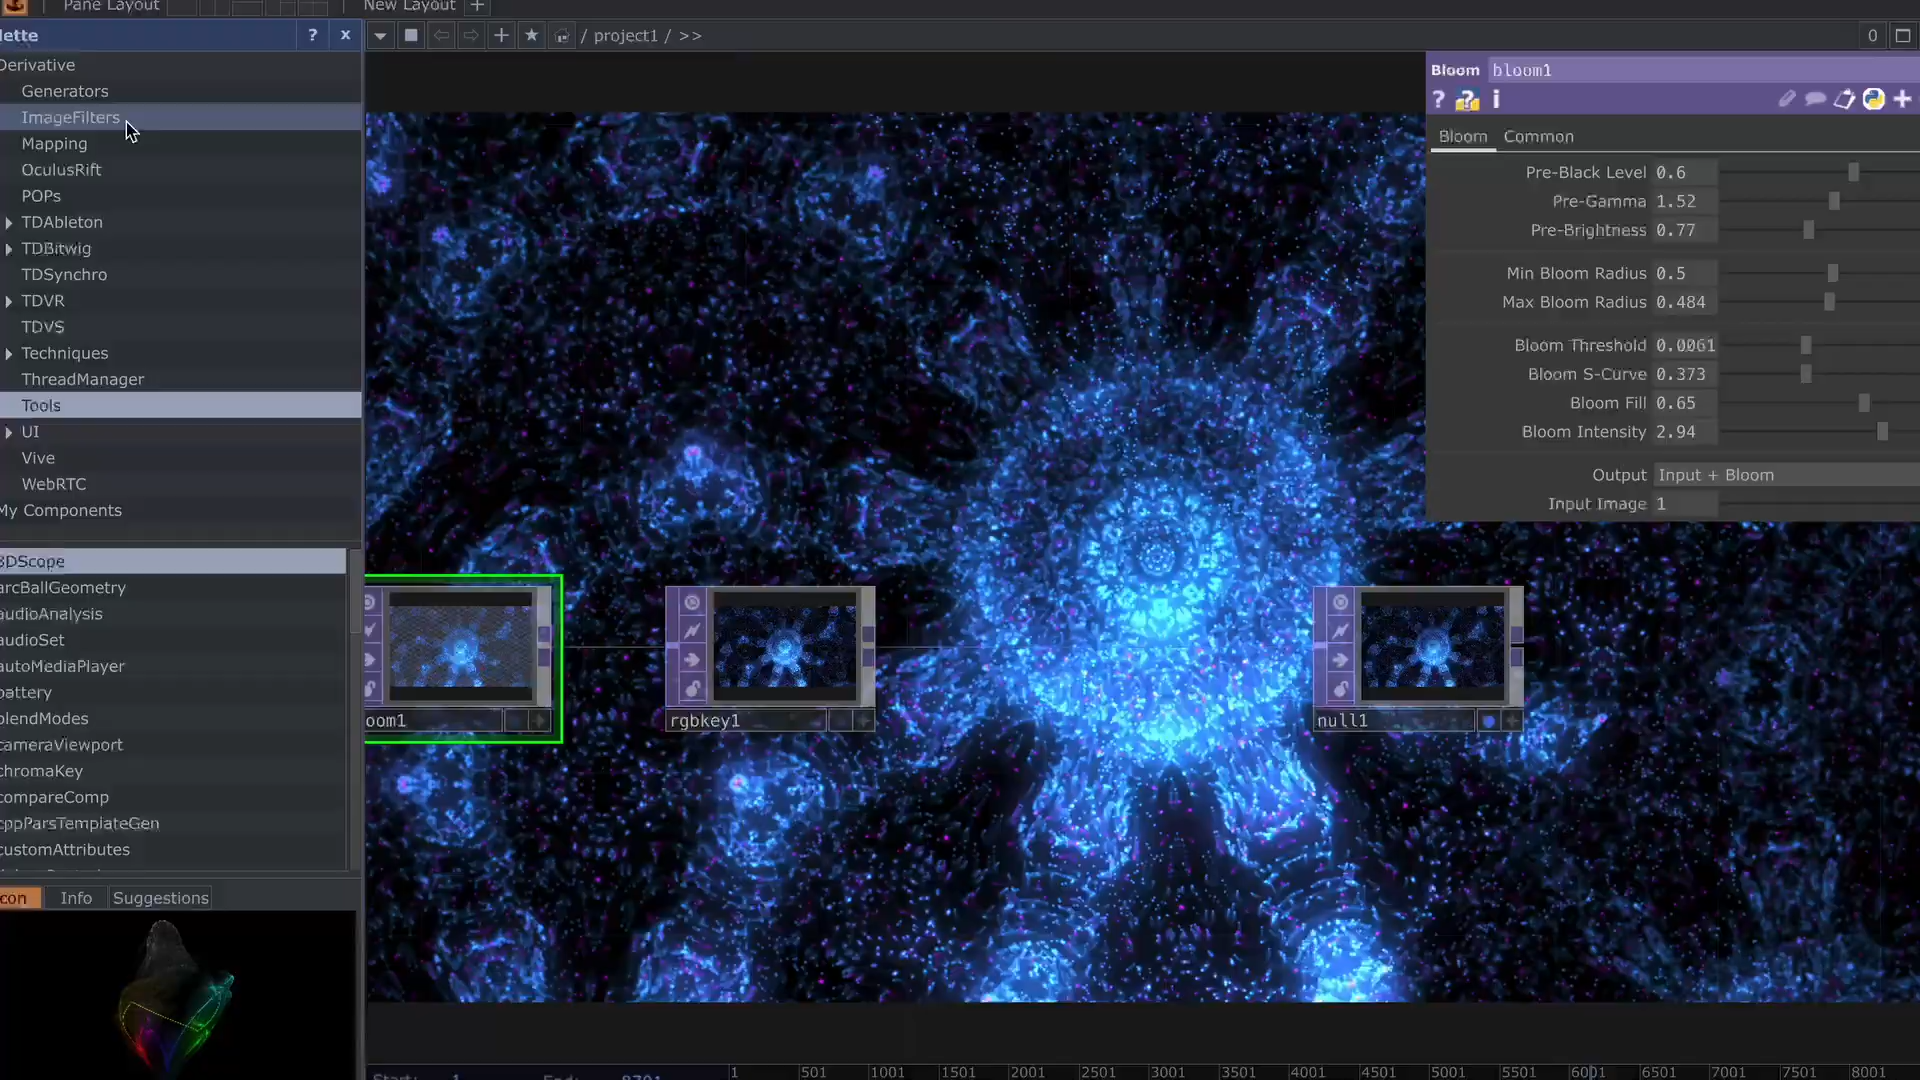 Pane Layout
New Layout +
lette ? x
/ project1 / >> 0
Derivative
Generators
ImageFilters
Mapping
OculusRift
POPs
TDAbleton
TDBitwig
TDSynchro
TDVR
TDVS
Techniques
ThreadManager
Tools
UI
Vive
WebRTC
My Components
3DScope
arcBallGeometry
audioAnalysis
audioSet
autoMediaPlayer
battery
blendModes
cameraViewport
chromaKey
compareComp
cppParsTemplateGen
customAttributes
con Info Suggestions
oom1
rgbkey1
null1
Bloom bloom1
? ? i
Bloom Common
Pre-Black Level 0.6
Pre-Gamma 1.52
Pre-Brightness 0.77
Min Bloom Radius 0.5
Max Bloom Radius 0.484
Bloom Threshold 0.0061
Bloom S-Curve 0.373
Bloom Fill 0.65
Bloom Intensity 2.94
Output Input + Bloom
Input Image 1
Start: 1 End: 8701
1 501 1001 1501 2001 2501 3001 3501 4001 4501 5001 5501 6001 6501 7001 7501 8001